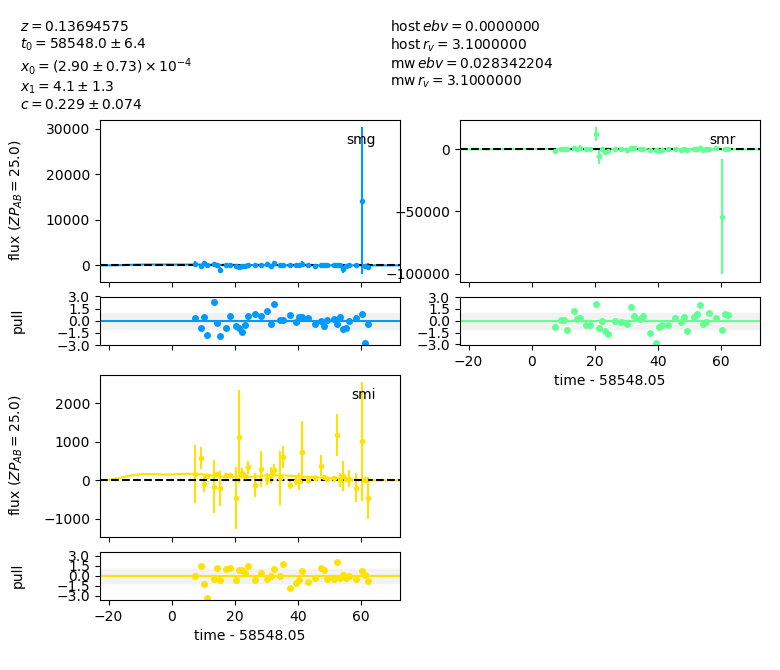 z = 0.13694575
t₀ = 58548.0 ± 6.4
x₀ = (2.90 ± 0.73) × 10⁻⁴
x₁ = 4.1 ± 1.3
c = 0.229 ± 0.074
host ebv = 0.0000000
host r_v = 3.1000000
mw ebv = 0.028342204
mw r_v = 3.1000000
smg
30000
20000
10000
0
flux (ZP_AB = 25.0)
3.0
1.5
0.0
−1.5
−3.0
pull
smr
0
−50000
−100000
3.0
1.5
0.0
−1.5
−3.0
−20 0 20 40 60
time - 58548.05
smi
2000
1000
0
−1000
flux (ZP_AB = 25.0)
3.0
1.5
0.0
−1.5
−3.0
pull
−20 0 20 40 60
time - 58548.05